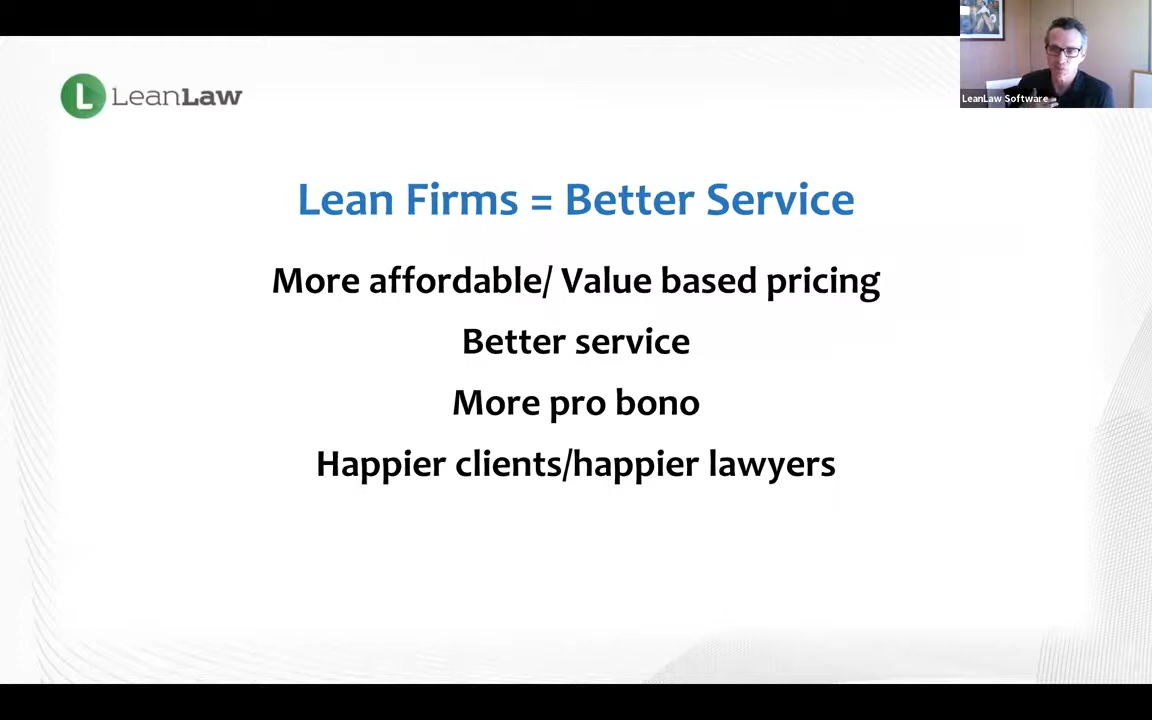 LeanLaw
LeanLaw Software
Lean Firms = Better Service
More affordable/ Value based pricing
Better service
More pro bono
Happier clients/happier lawyers